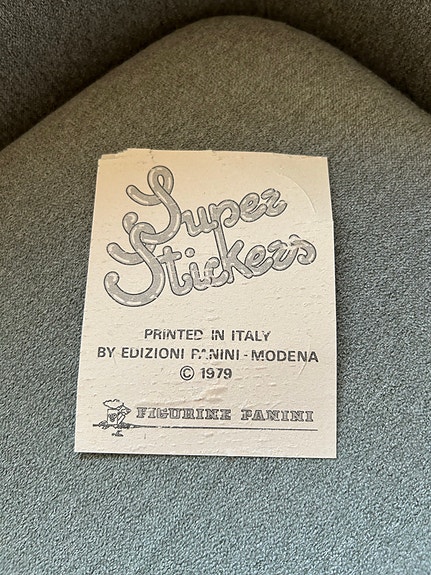 Super
Stickers
PRINTED IN ITALY
BY EDIZIONI PANINI - MODENA
© 1979
FIGURINE PANINI